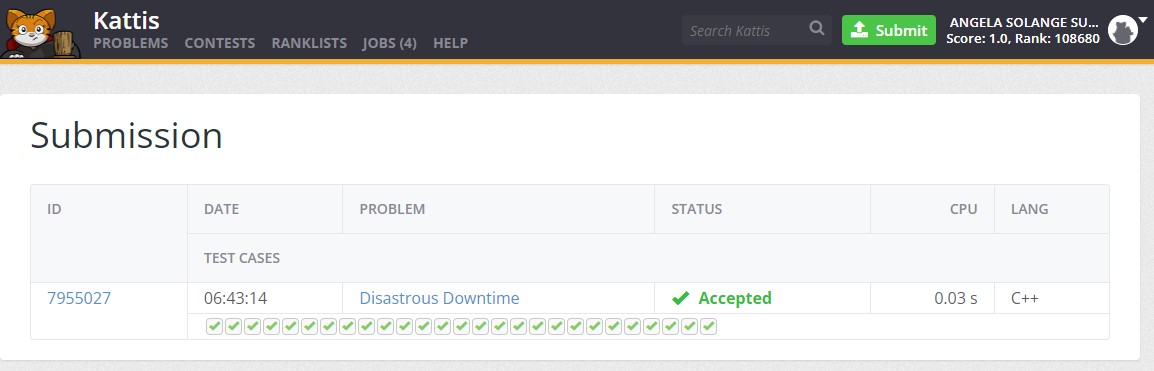 Kattis
PROBLEMS CONTESTS RANKLISTS JOBS (4) HELP
Search Kattis
Submit
ANGELA SOLANGE SU...
Score: 1.0, Rank: 108680
Submission
ID DATE PROBLEM STATUS CPU LANG
TEST CASES
7955027 06:43:14 Disastrous Downtime Accepted 0.03 s C++